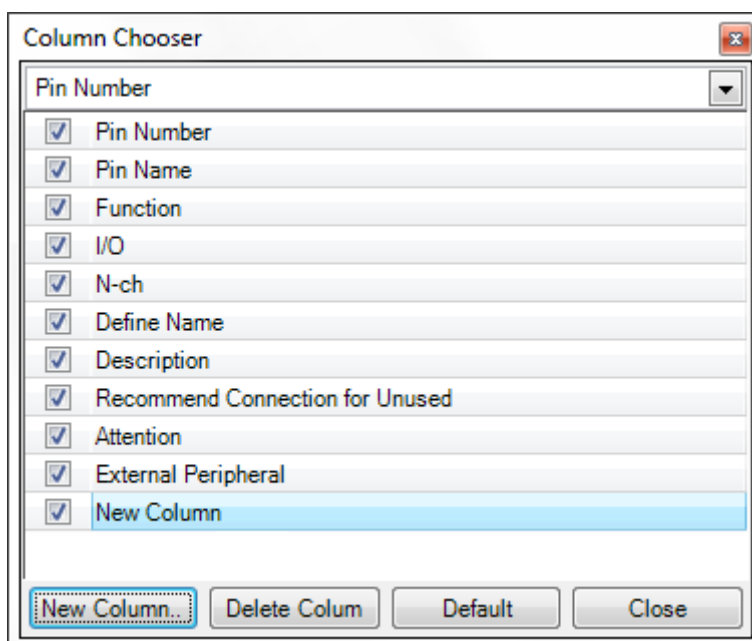 Column Chooser
Pin Number
Pin Number
Pin Name
Function
I/O
N-ch
Define Name
Description
Recommend Connection for Unused
Attention
External Peripheral
New Column
New Column.. Delete Colum Default Close